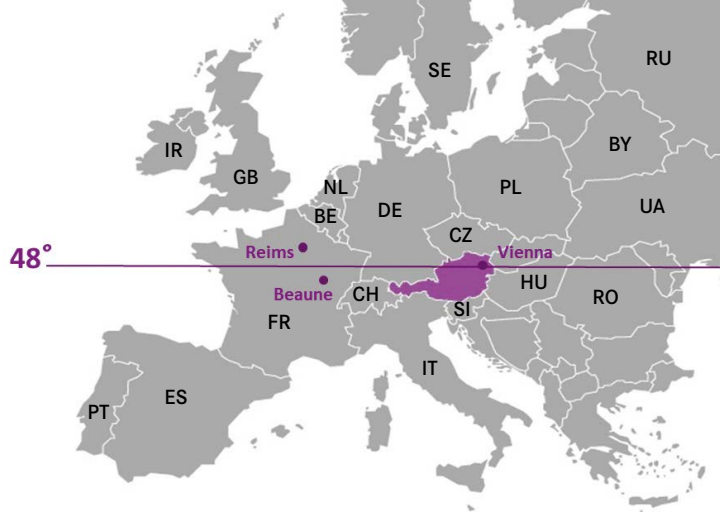 SE
RU
IR
GB
BY
NL
BE
DE
PL
UA
CZ
Reims
Vienna
48°
Beaune
CH
HU
RO
SI
FR
IT
ES
PT